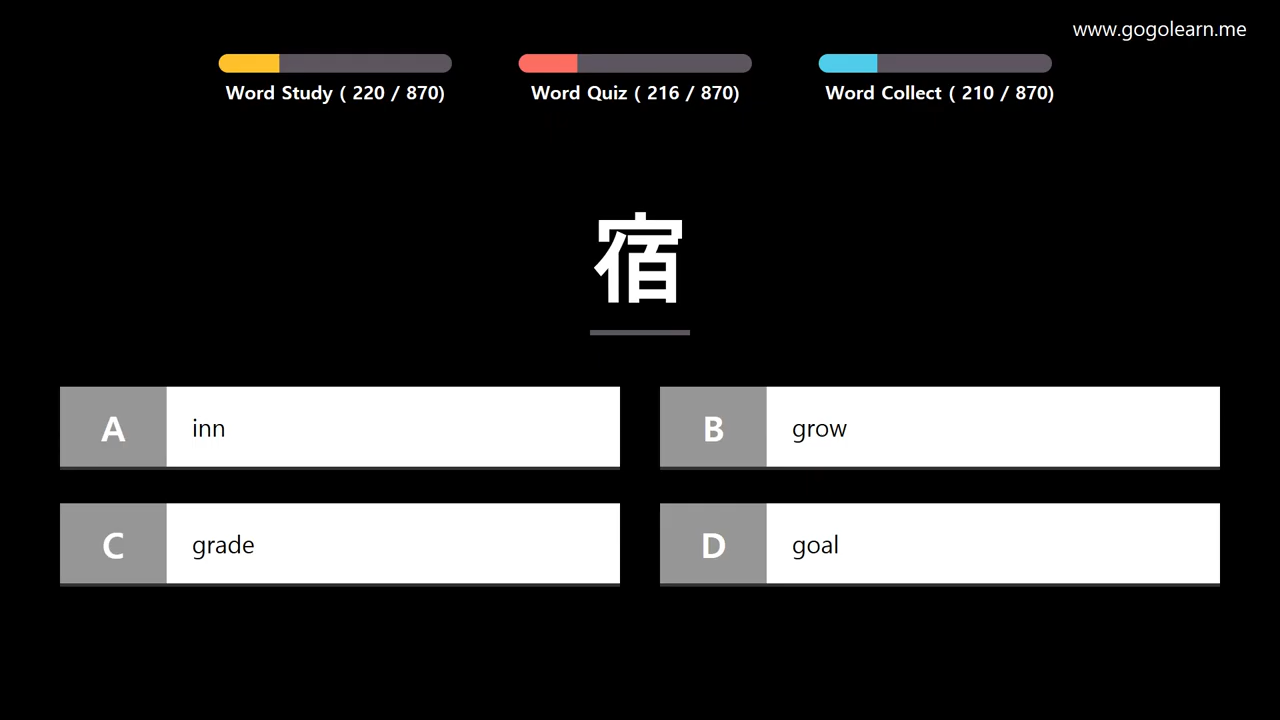 www.gogolearn.me
Word Study ( 220 / 870)
Word Quiz ( 216 / 870)
Word Collect ( 210 / 870)
宿
A inn
B grow
C grade
D goal